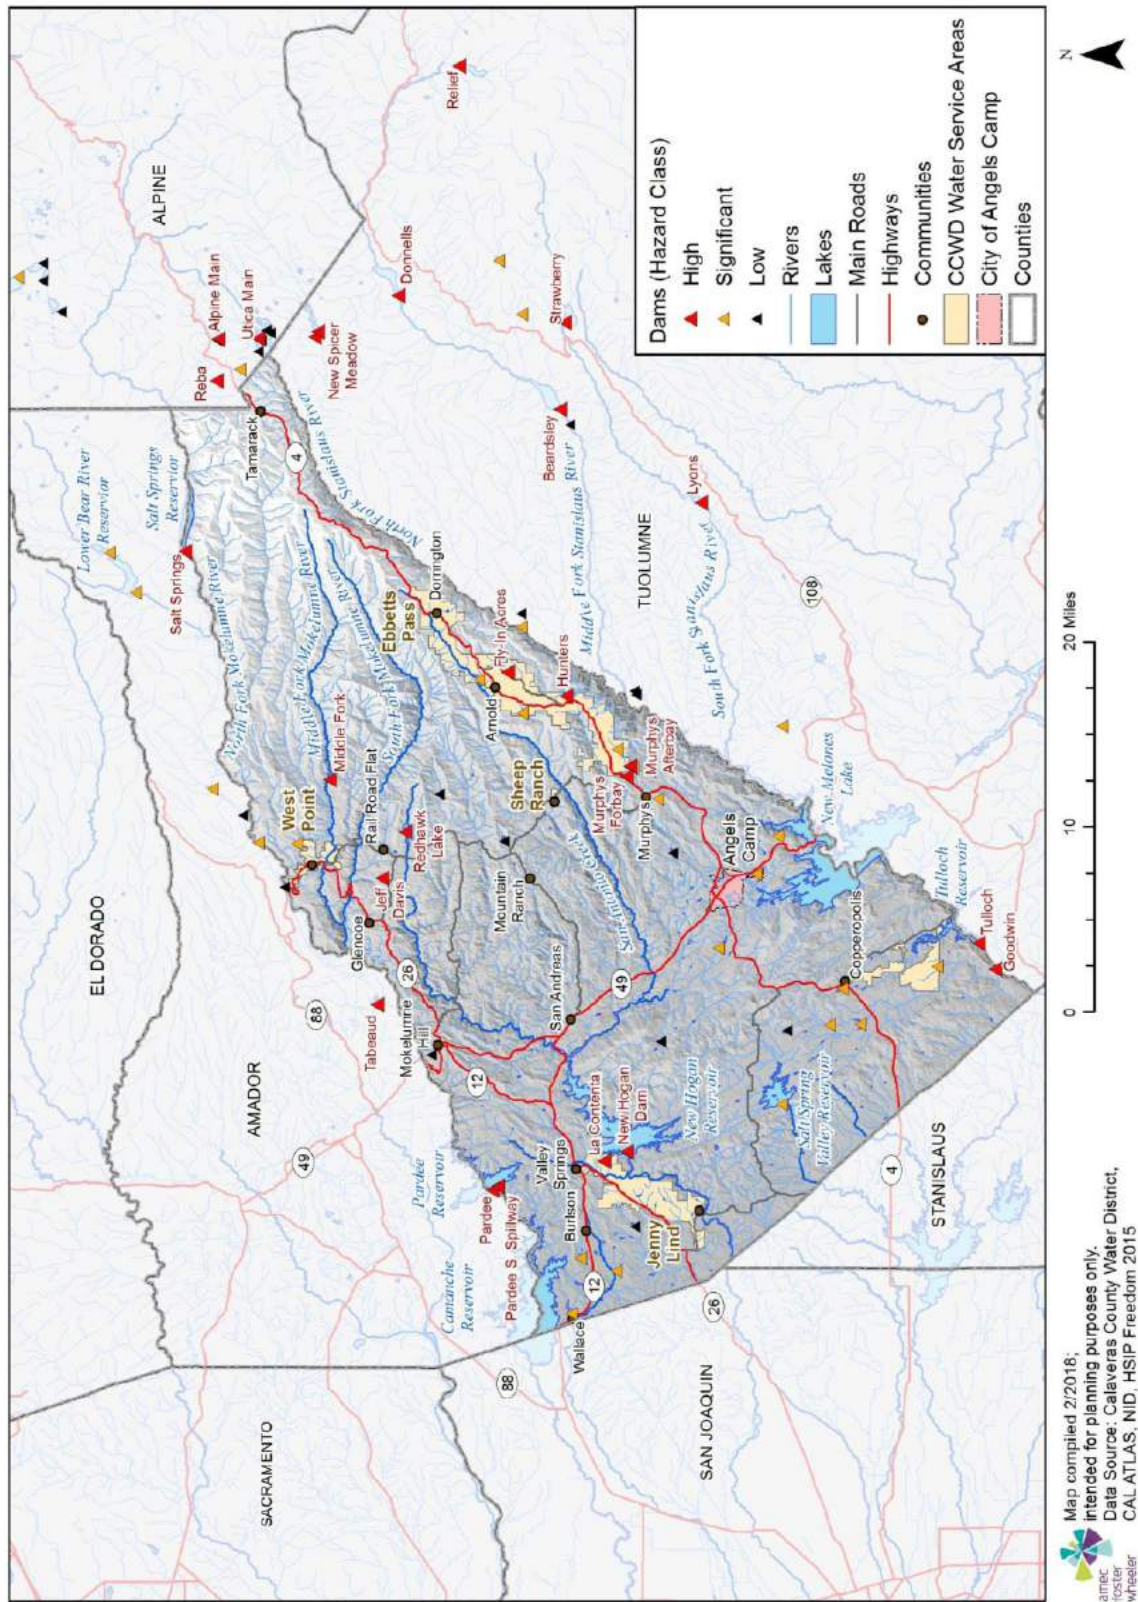 SACRAMENTO
EL DORADO
AMADOR
ALPINE
SAN JOAQUIN
STANISLAUS
TUOLUMNE
Lower Bear River
Reservior
Salt Springs
Reservoir
Salt Springs
Reba
Alpine Main
Utica Main
New Spicer
Meadow
Tamarack
4
Relief
Donnells
Strawberry
Beardsley
Lyons
North Fork Mokelumne River
Middle Fork Mokelumne River
South Fork Mokelumne River
North Fork Stanislaus River
Middle Fork Stanislaus River
South Fork Stanislaus River
108
Middle Fork
West
Point
Rail Road Flat
Redhawk
Lake
Jeff
Davis
Glencoe
26
88
Tabeaud
Mokelumne
Hill
49
12
Ebbetts
Pass
Dorrington
Fly-In Acres
Arnold
Hunters
Sheep
Ranch
Murphys
Forbay
Murphys
Afterbay
Murphys
Mountain
Ranch
San Antonio Creek
San Andreas
49
Angels
Camp
New Melones
Lake
Tulloch
Reservoir
Tulloch
Goodwin
Copperopolis
Pardee
Reservoir
Pardee
Pardee S. Spillway
Camanche
Reservoir
88
Valley
Springs
Burlson
La Contenta
New Hogan
Dam
New Hogan
Reservoir
Wallace
12
Jenny
Lind
26
Salt Spring
Valley Reservoir
4
Dams (Hazard Class)
High
Significant
Low
Rivers
Lakes
Main Roads
Highways
Communities
CCWD Water Service Areas
City of Angels Camp
Counties
N
0 10 20 Miles
amec
foster
wheeler
Map compiled 2/2018;
intended for planning purposes only.
Data Source: Calaveras County Water District,
CAL ATLAS, NID, HSIP Freedom 2015